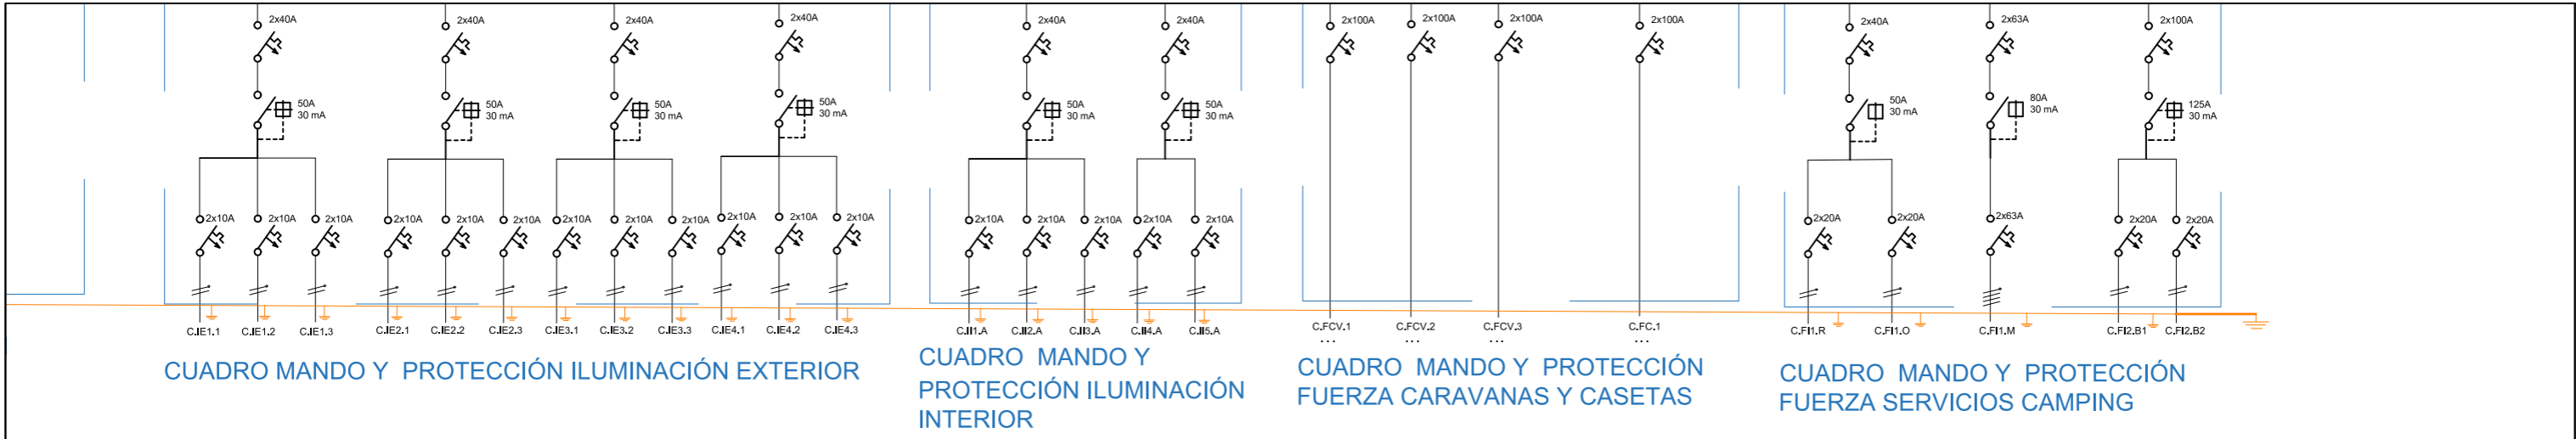 2x40A 2x40A 2x40A 2x40A 2x40A 2x40A 2x100A 2x100A 2x100A 2x100A 2x40A 2x63A 2x100A
50A 50A 50A 50A 50A 50A 50A 80A 125A
30 mA 30 mA 30 mA 30 mA 30 mA 30 mA 30 mA 30 mA 30 mA
2x10A 2x10A 2x10A 2x10A 2x10A 2x10A 2x10A 2x10A 2x10A 2x10A 2x10A 2x10A 2x10A 2x10A 2x10A 2x10A 2x10A 2x20A 2x20A 2x63A 2x20A 2x20A
C.IE1.1 C.IE1.2 C.IE1.3 C.IE2.1 C.IE2.2 C.IE2.3 C.IE3.1 C.IE3.2 C.IE3.3 C.IE4.1 C.IE4.2 C.IE4.3 C.II1.A C.II2.A C.II3.A C.II4.A C.II5.A C.FCV.1 C.FCV.2 C.FCV.3 C.FC.1 C.FI1.R C.FI1.O C.FI1.M C.FI2.B1 C.FI2.B2
... ... ... ...
CUADRO MANDO Y PROTECCIÓN ILUMINACIÓN EXTERIOR
CUADRO MANDO Y
PROTECCIÓN ILUMINACIÓN
INTERIOR
CUADRO MANDO Y PROTECCIÓN
FUERZA CARAVANAS Y CASETAS
CUADRO MANDO Y PROTECCIÓN
FUERZA SERVICIOS CAMPING